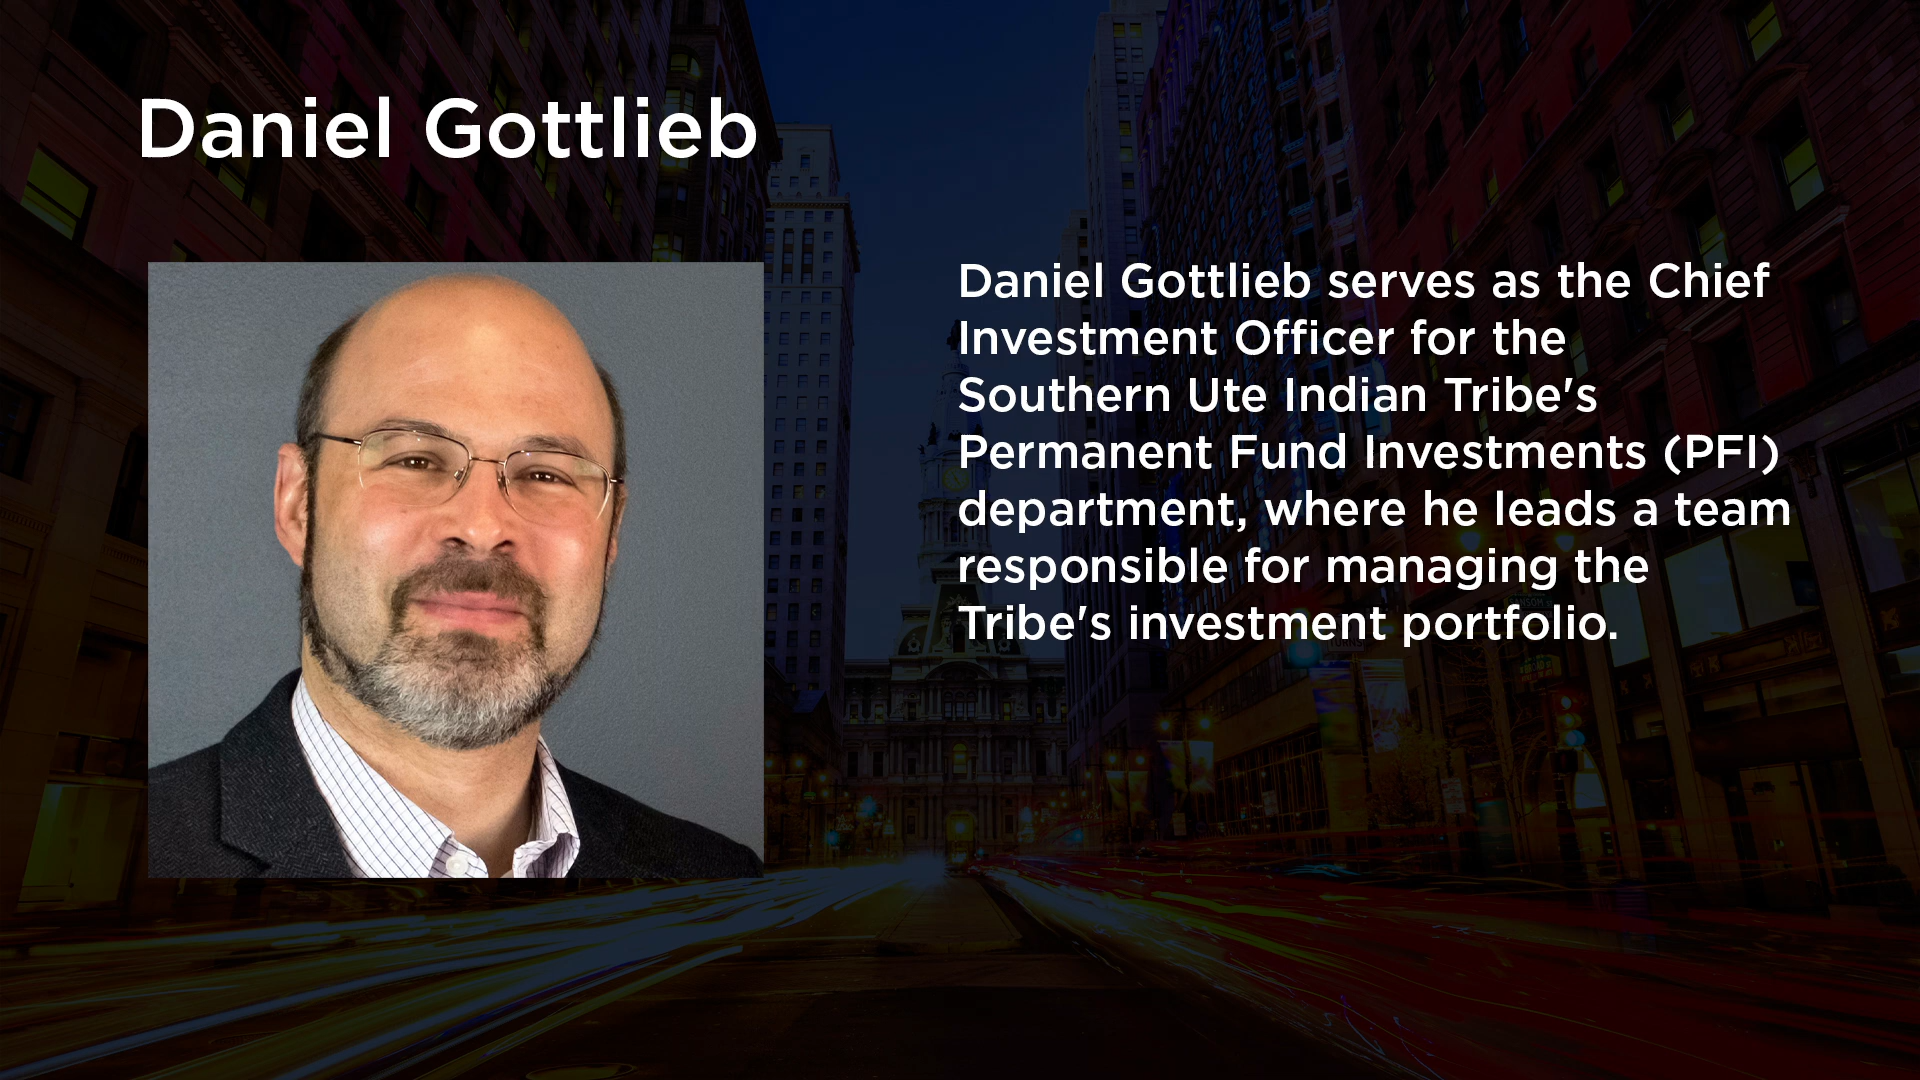 Daniel Gottlieb
Daniel Gottlieb serves as the Chief
Investment Officer for the
Southern Ute Indian Tribe's
Permanent Fund Investments (PFI)
department, where he leads a team
responsible for managing the
Tribe's investment portfolio.